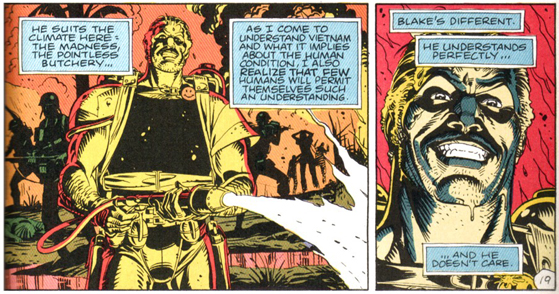 HE SUITS THE
CLIMATE HERE:
THE MADNESS,
THE POINTLESS
BUTCHERY...
AS I COME TO
UNDERSTAND VIETNAM
AND WHAT IT IMPLIES
ABOUT THE HUMAN
CONDITION, I ALSO
REALIZE THAT FEW
HUMANS WILL PERMIT
THEMSELVES SUCH
AN UNDERSTANDING.
BLAKE'S DIFFERENT.
HE UNDERSTANDS
PERFECTLY...
...AND HE
DOESN'T CARE.
19